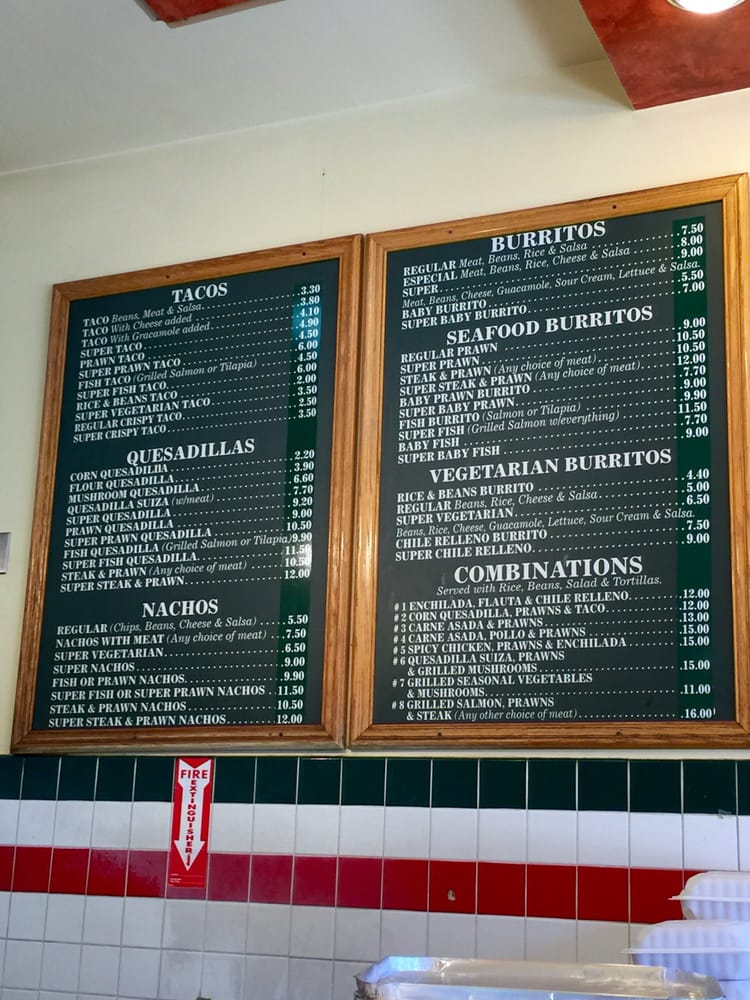 TACOS
TACO Beans, Meat & Salsa 3.30
TACO With Cheese added 3.80
TACO With Gracamole added 4.10
SUPER TACO 4.90
PRAWN TACO 4.50
SUPER PRAWN TACO 6.00
FISH TACO (Grilled Salmon or Tilapia) 4.50
SUPER FISH TACO 6.00
RICE & BEANS TACO 2.00
SUPER VEGETARIAN TACO 3.50
REGULAR CRISPY TACO 2.50
SUPER CRISPY TACO 3.50
QUESADILLAS
CORN QUESADILHA 2.20
FLOUR QUESADILLA 3.90
MUSHROOM QUESADILLA 6.60
QUESADILLA SUIZA (w/meat) 7.70
SUPER QUESADILLA 9.20
PRAWN QUESADILLA 9.00
SUPER PRAWN QUESADILLA 10.50
FISH QUESADILLA (Grilled Salmon or Tilapia) 9.90
SUPER FISH QUESADILLA 11.50
STEAK & PRAWN (Any choice of meat) 10.50
SUPER STEAK & PRAWN 12.00
NACHOS
REGULAR (Chips, Beans, Cheese & Salsa) 5.50
NACHOS WITH MEAT (Any choice of meat) 7.50
SUPER VEGETARIAN 6.50
SUPER NACHOS 9.00
FISH OR PRAWN NACHOS 9.90
SUPER FISH OR SUPER PRAWN NACHOS 11.50
STEAK & PRAWN NACHOS 10.50
SUPER STEAK & PRAWN NACHOS 12.00
BURRITOS
REGULAR Meat, Beans, Rice & Salsa 7.50
ESPECIAL Meat, Beans, Rice, Cheese & Salsa 8.00
SUPER 9.00
Meat, Beans, Cheese, Guacamole, Sour Cream, Lettuce & Salsa.
BABY BURRITO 5.50
SUPER BABY BURRITO 7.00
SEAFOOD BURRITOS
REGULAR PRAWN 9.00
SUPER PRAWN 10.50
STEAK & PRAWN (Any choice of meat) 10.50
SUPER STEAK & PRAWN (Any choice of meat) 12.00
BABY PRAWN BURRITO 7.70
SUPER BABY PRAWN 9.00
FISH BURRITO (Salmon or Tilapia) 9.90
SUPER FISH (Grilled Salmon w/everything) 11.50
BABY FISH 7.70
SUPER BABY FISH 9.00
VEGETARIAN BURRITOS
RICE & BEANS BURRITO 4.40
REGULAR Beans, Rice, Cheese & Salsa 5.00
SUPER VEGETARIAN 6.50
Beans, Rice, Cheese, Guacamole, Lettuce, Sour Cream & Salsa.
CHILE RELLENO BURRITO 7.50
SUPER CHILE RELLENO 9.00
COMBINATIONS
Served with Rice, Beans, Salad & Tortillas.
#1 ENCHILADA, FLAUTA & CHILE RELLENO 12.00
#2 CORN QUESADILLA, PRAWNS & TACO 12.00
#3 CARNE ASADA & PRAWNS 13.00
#4 CARNE ASADA, POLLO & PRAWNS 15.00
#5 SPICY CHICKEN, PRAWNS & ENCHILADA 15.00
#6 QUESADILLA SUIZA, PRAWNS
& GRILLED MUSHROOMS 15.00
#7 GRILLED SEASONAL VEGETABLES
& MUSHROOMS 11.00
#8 GRILLED SALMON, PRAWNS
& STEAK (Any other choice of meat) 16.00
FIRE
EXTINGUISHER